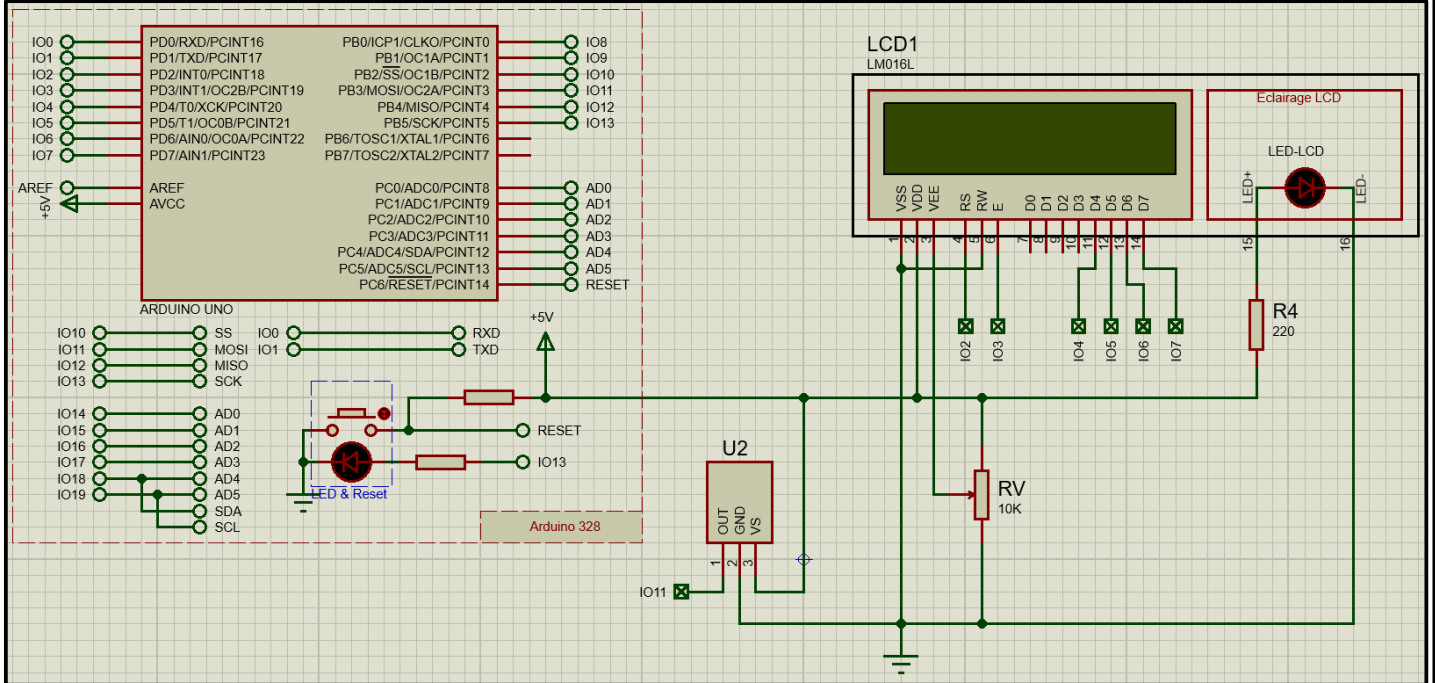 IO0 PD0/RXD/PCINT16 PB0/ICP1/CLKO/PCINT0 IO8
IO1 PD1/TXD/PCINT17 PB1/OC1A/PCINT1 IO9
IO2 PD2/INT0/PCINT18 PB2/SS/OC1B/PCINT2 IO10
IO3 PD3/INT1/OC2B/PCINT19 PB3/MOSI/OC2A/PCINT3 IO11
IO4 PD4/T0/XCK/PCINT20 PB4/MISO/PCINT4 IO12
IO5 PD5/T1/OC0B/PCINT21 PB5/SCK/PCINT5 IO13
IO6 PD6/AIN0/OC0A/PCINT22 PB6/TOSC1/XTAL1/PCINT6
IO7 PD7/AIN1/PCINT23 PB7/TOSC2/XTAL2/PCINT7
AREF AREF PC0/ADC0/PCINT8 AD0
+5V AVCC PC1/ADC1/PCINT9 AD1
PC2/ADC2/PCINT10 AD2
PC3/ADC3/PCINT11 AD3
PC4/ADC4/SDA/PCINT12 AD4
PC5/ADC5/SCL/PCINT13 AD5
PC6/RESET/PCINT14 RESET
ARDUINO UNO
IO10 SS IO0 RXD
IO11 MOSI IO1 TXD
IO12 MISO
IO13 SCK
IO14 AD0
IO15 AD1
IO16 AD2
IO17 AD3
IO18 AD4
IO19 AD5
SDA
SCL
+5V
RESET
IO13
LED & Reset
Arduino 328
LCD1
LM016L
Eclairage LCD
LED-LCD
LED+ LED-
VSS VDD VEE RS RW E D0 D1 D2 D3 D4 D5 D6 D7
1 2 3 4 5 6 7 8 9 10 11 12 13 14 15 16
IO2 IO3 IO4 IO5 IO6 IO7
R4
220
U2
OUT GND VS
1 2 3
IO11
RV
10K